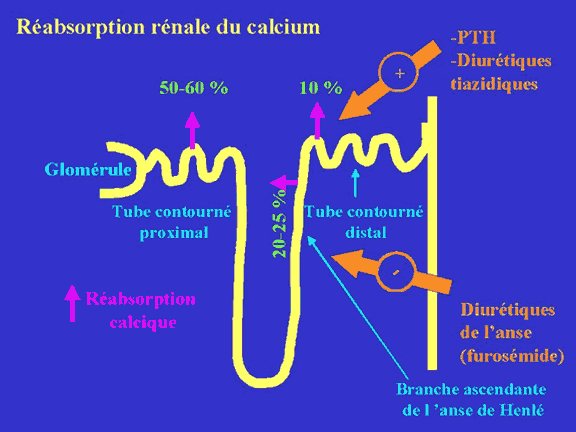 Réabsorption rénale du calcium
-PTH
-Diurétiques
tiazidiques
+
50-60 %
10 %
Glomérule
Tube contourné
proximal
20-25 %
Tube contourné
distal
-
Réabsorption
calcique
Diurétiques
de l'anse
(furosémide)
Branche ascendante
de l 'anse de Henlé